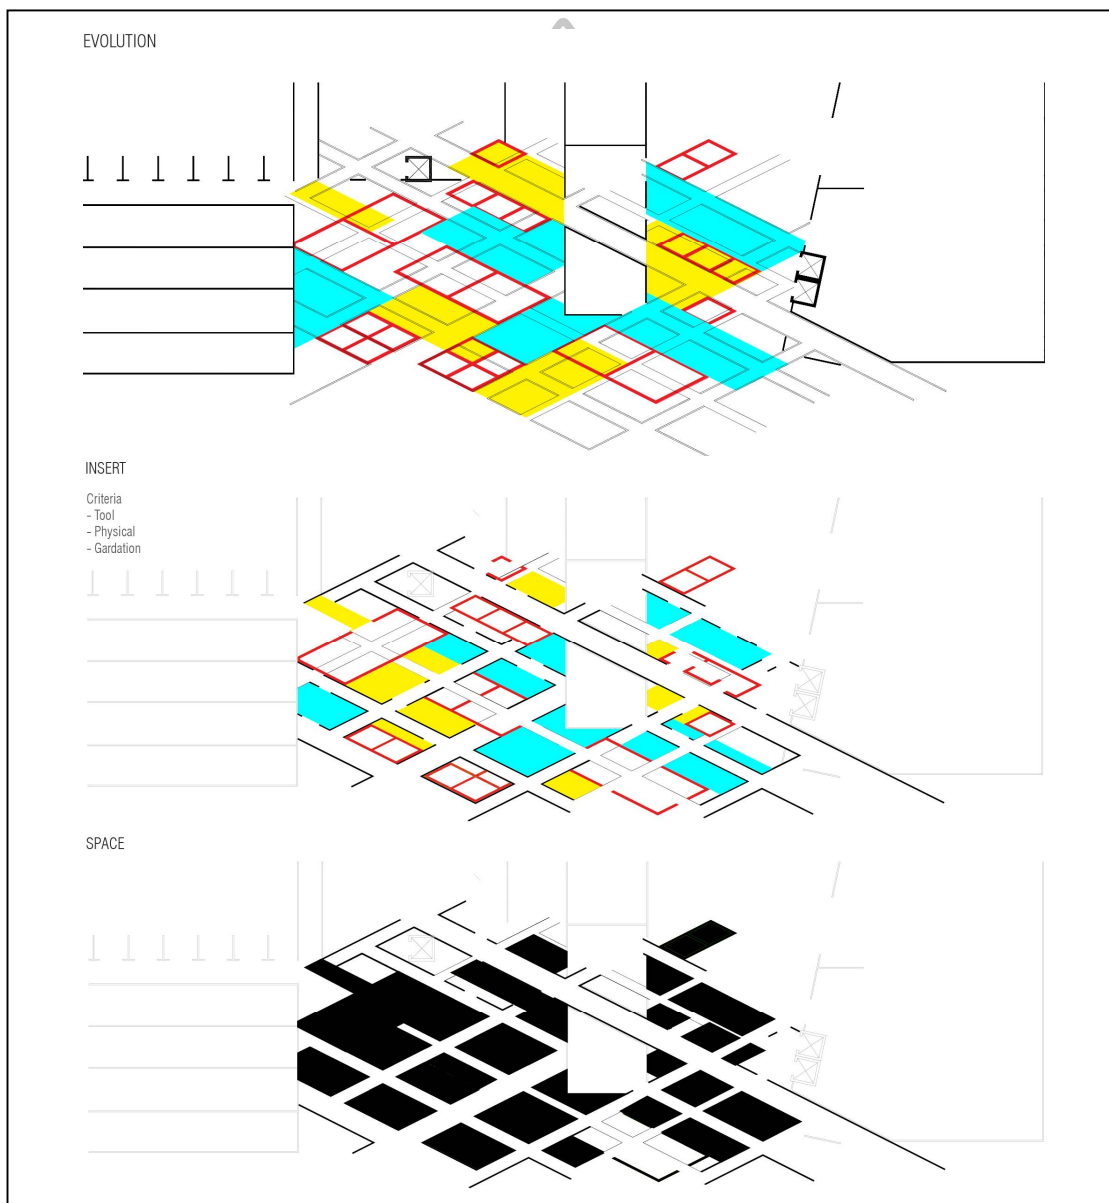 EVOLUTION
INSERT
Criteria
- Tool
- Physical
- Gardation
SPACE